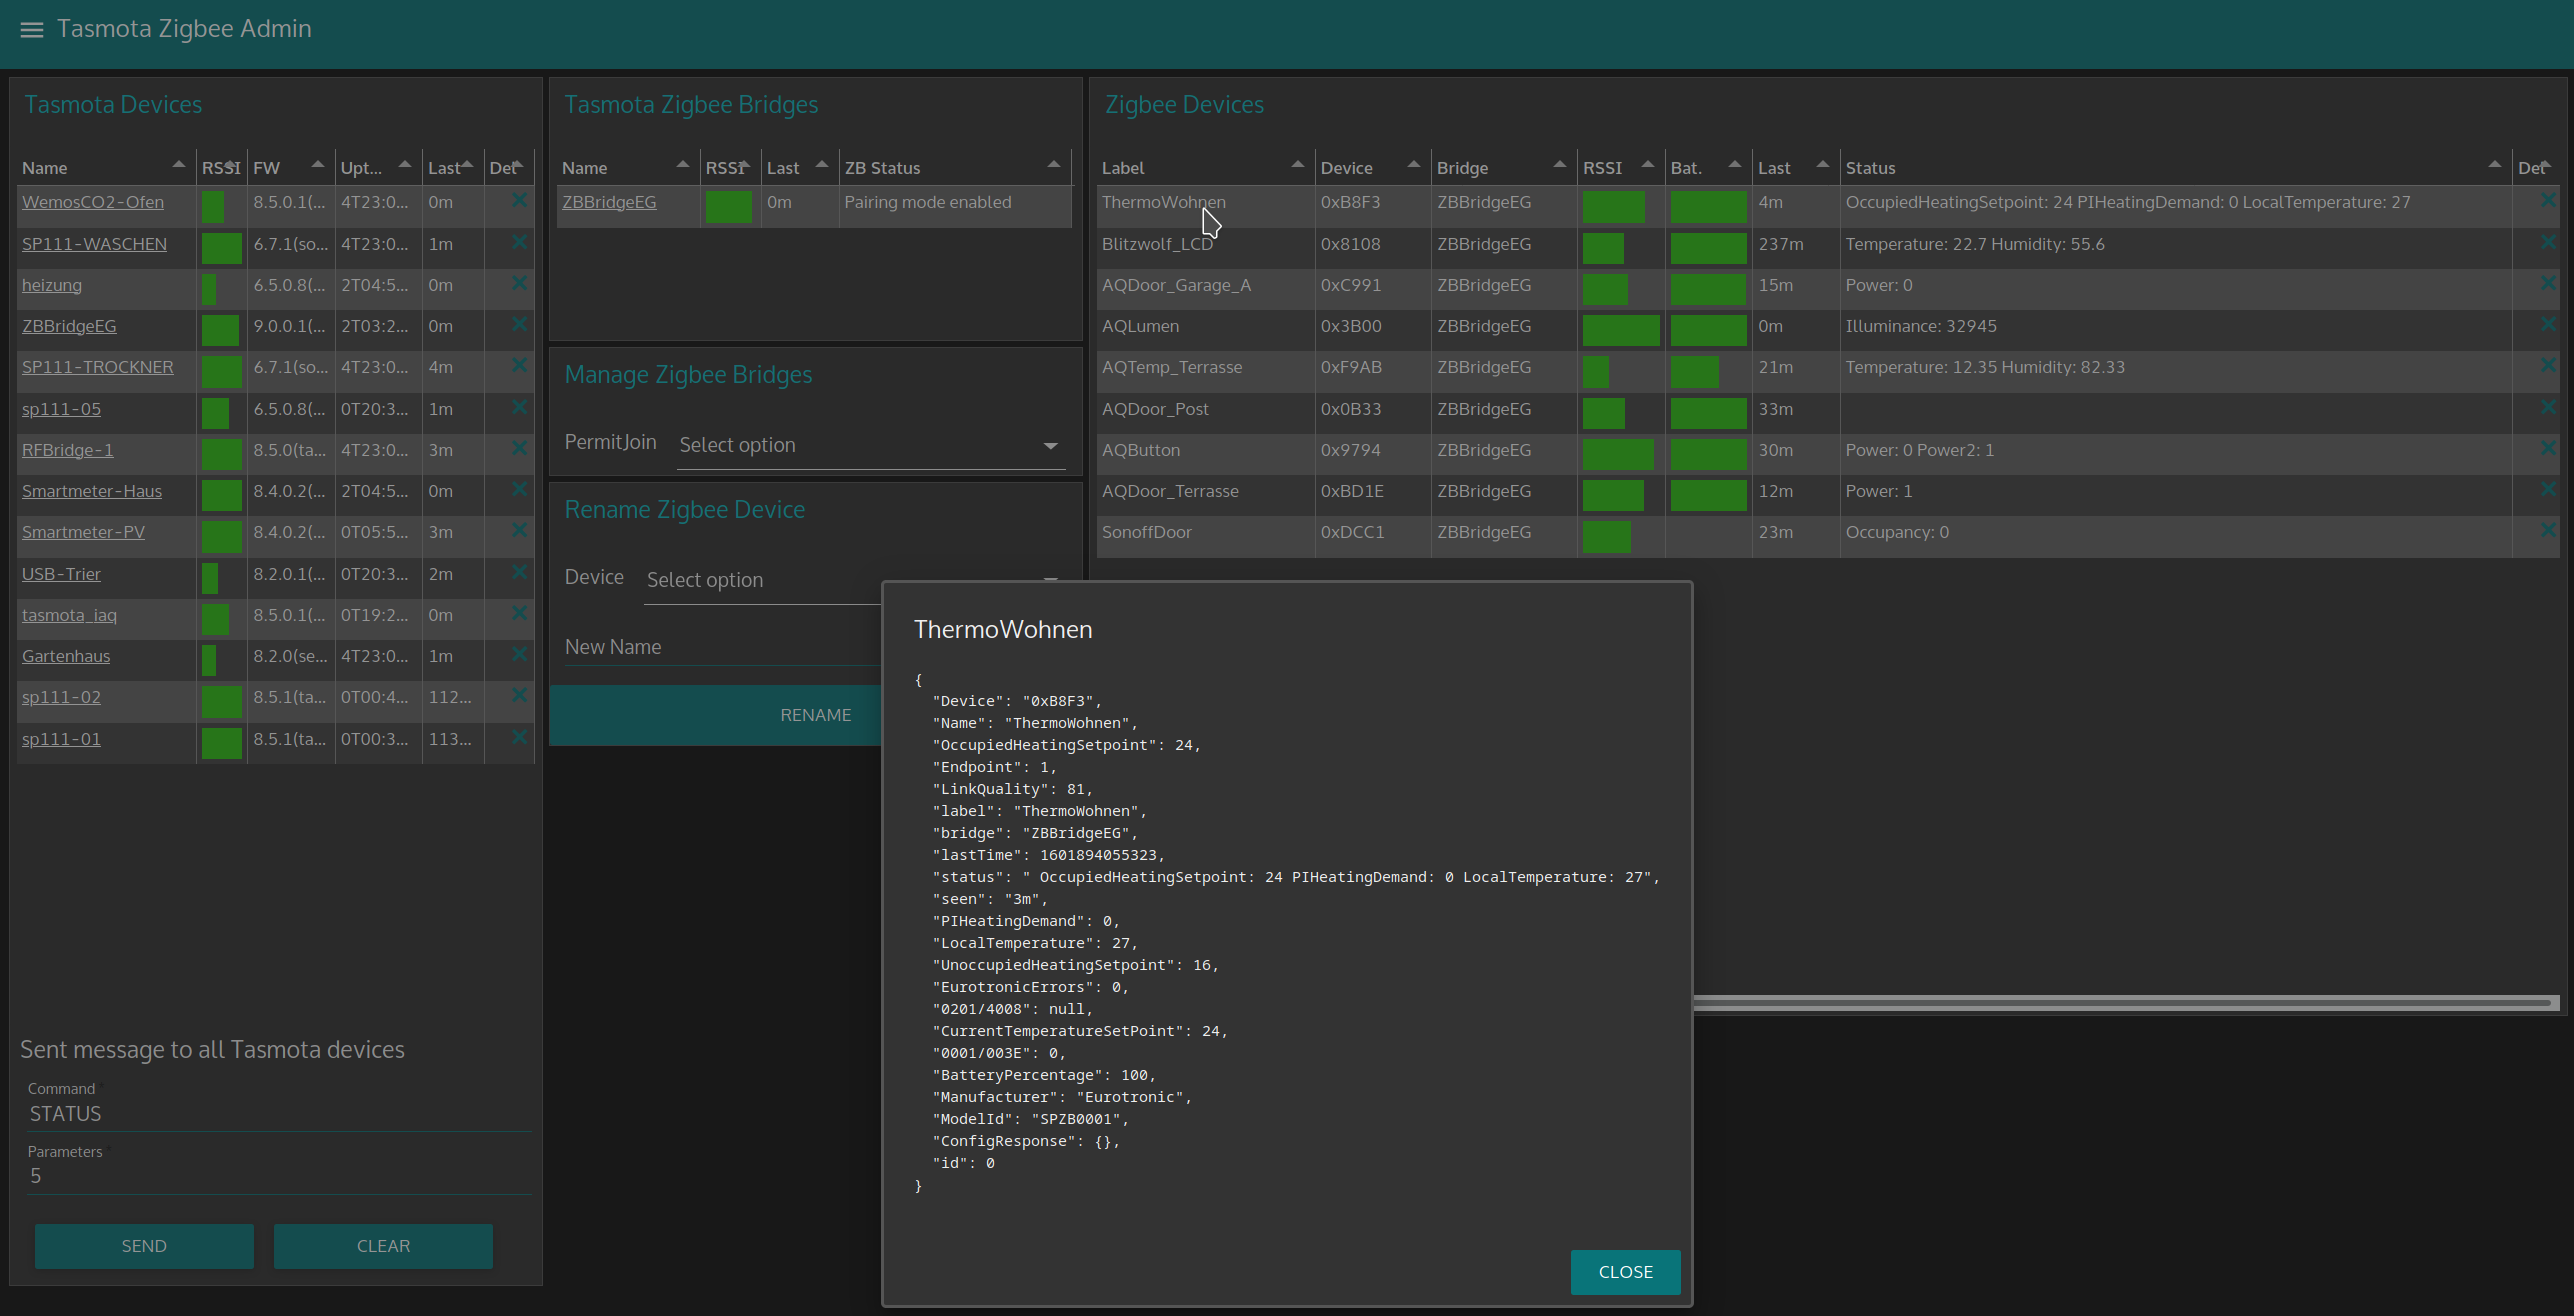 Tasmota Zigbee Admin
Tasmota Devices
Name RSSI FW Upt... Last Det
WemosCO2-Ofen 8.5.0.1(... 4T23:0... 0m
SP111-WASCHEN 6.7.1(so... 4T23:0... 1m
heizung 6.5.0.8(... 2T04:5... 0m
ZBBridgeEG 9.0.0.1(... 2T03:2... 0m
SP111-TROCKNER 6.7.1(so... 4T23:0... 4m
sp111-05 6.5.0.8(... 0T20:3... 1m
RFBridge-1 8.5.0(ta... 4T23:0... 3m
Smartmeter-Haus 8.4.0.2(... 2T04:5... 0m
Smartmeter-PV 8.4.0.2(... 0T05:5... 3m
USB-Trier 8.2.0.1(... 0T20:3... 2m
tasmota_iaq 8.5.0.1(... 0T19:2... 0m
Gartenhaus 8.2.0(se... 4T23:0... 1m
sp111-02 8.5.1(ta... 0T00:4... 112...
sp111-01 8.5.1(ta... 0T00:3... 113...
Sent message to all Tasmota devices
Command *
STATUS
Parameters *
5
SEND CLEAR
Tasmota Zigbee Bridges
Name RSSI Last ZB Status
ZBBridgeEG 0m Pairing mode enabled
Manage Zigbee Bridges
PermitJoin Select option
Rename Zigbee Device
Device Select option
New Name
RENAME
Zigbee Devices
Label Device Bridge RSSI Bat. Last Status Det
ThermoWohnen 0xB8F3 ZBBridgeEG 4m OccupiedHeatingSetpoint: 24 PIHeatingDemand: 0 LocalTemperature: 27
Blitzwolf_LCD 0x8108 ZBBridgeEG 237m Temperature: 22.7 Humidity: 55.6
AQDoor_Garage_A 0xC991 ZBBridgeEG 15m Power: 0
AQLumen 0x3B00 ZBBridgeEG 0m Illuminance: 32945
AQTemp_Terrasse 0xF9AB ZBBridgeEG 21m Temperature: 12.35 Humidity: 82.33
AQDoor_Post 0x0B33 ZBBridgeEG 33m
AQButton 0x9794 ZBBridgeEG 30m Power: 0 Power2: 1
AQDoor_Terrasse 0xBD1E ZBBridgeEG 12m Power: 1
SonoffDoor 0xDCC1 ZBBridgeEG 23m Occupancy: 0
ThermoWohnen
{
"Device": "0xB8F3",
"Name": "ThermoWohnen",
"OccupiedHeatingSetpoint": 24,
"Endpoint": 1,
"LinkQuality": 81,
"label": "ThermoWohnen",
"bridge": "ZBBridgeEG",
"lastTime": 1601894055323,
"status": " OccupiedHeatingSetpoint: 24 PIHeatingDemand: 0 LocalTemperature: 27",
"seen": "3m",
"PIHeatingDemand": 0,
"LocalTemperature": 27,
"UnoccupiedHeatingSetpoint": 16,
"EurotronicErrors": 0,
"0201/4008": null,
"CurrentTemperatureSetPoint": 24,
"0001/003E": 0,
"BatteryPercentage": 100,
"Manufacturer": "Eurotronic",
"ModelId": "SPZB0001",
"ConfigResponse": {},
"id": 0
}
CLOSE